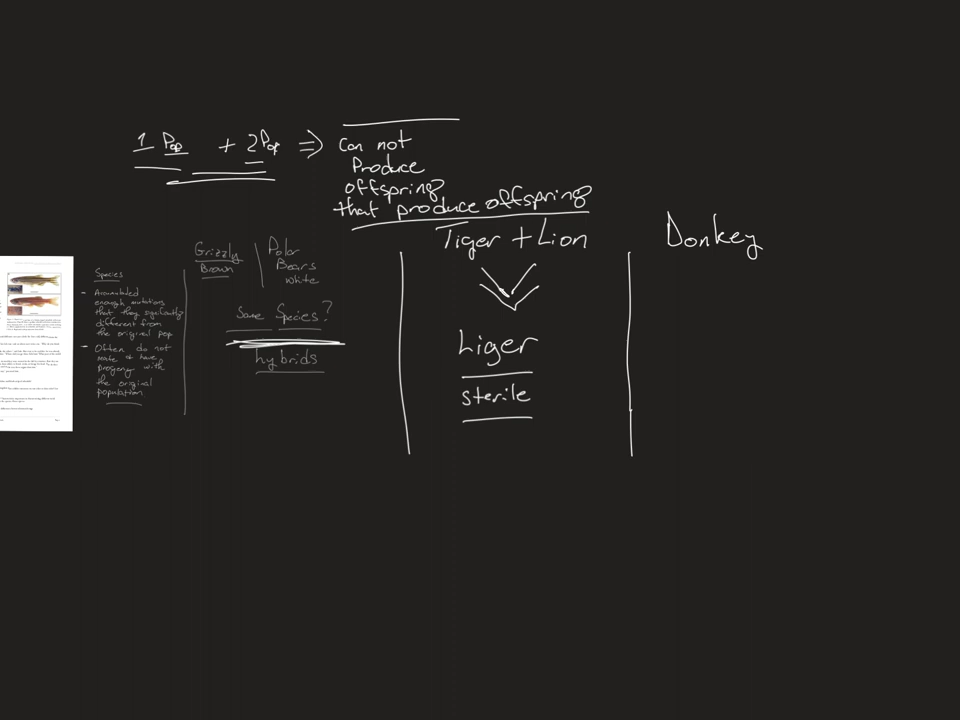 1 Pop + 2 Pop ⇒ can not
Produce
offspring
that produce offspring
Species
- Accumulated
enough mutations
that they significantly
different from
the original pop
- Often do not
mate or have
progeny with
the original
population.
Grizzly
Brown
Polar
Bears
white
Same Species?
hybrids
Tiger + Lion
Liger
sterile
Donkey